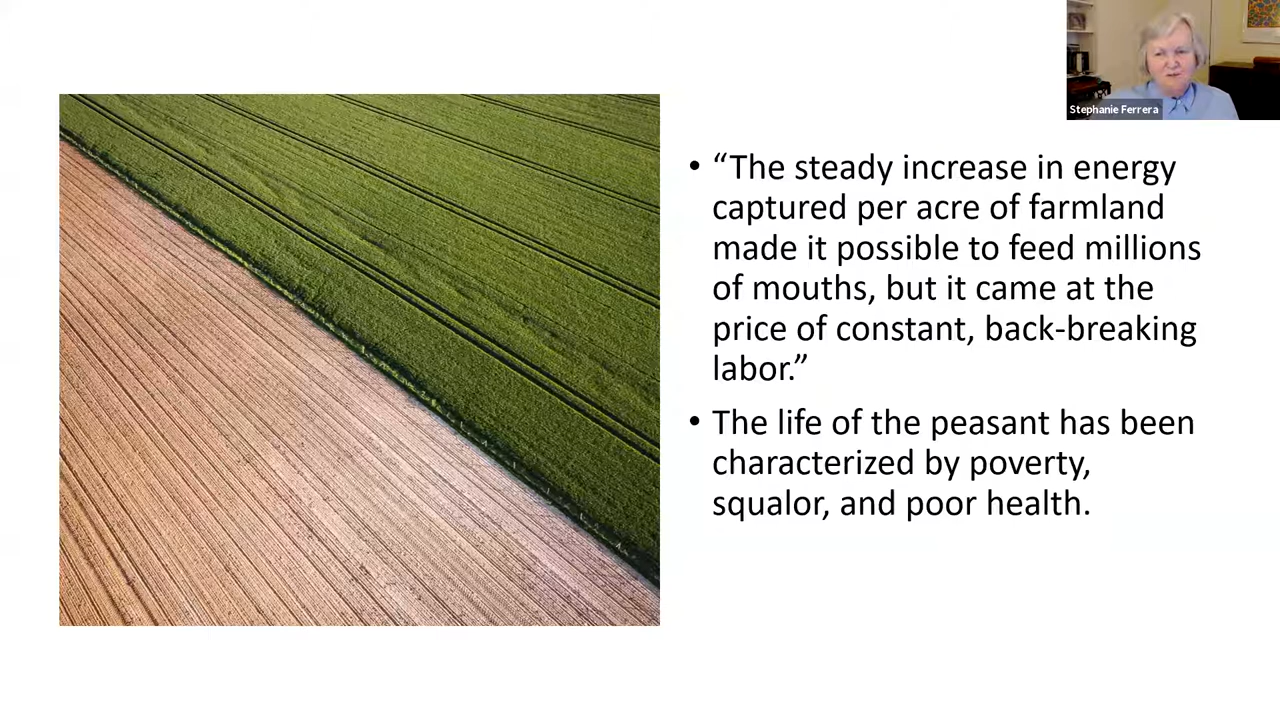 Stephanie Ferrera
• “The steady increase in energy
captured per acre of farmland
made it possible to feed millions
of mouths, but it came at the
price of constant, back-breaking
labor.”
• The life of the peasant has been
characterized by poverty,
squalor, and poor health.